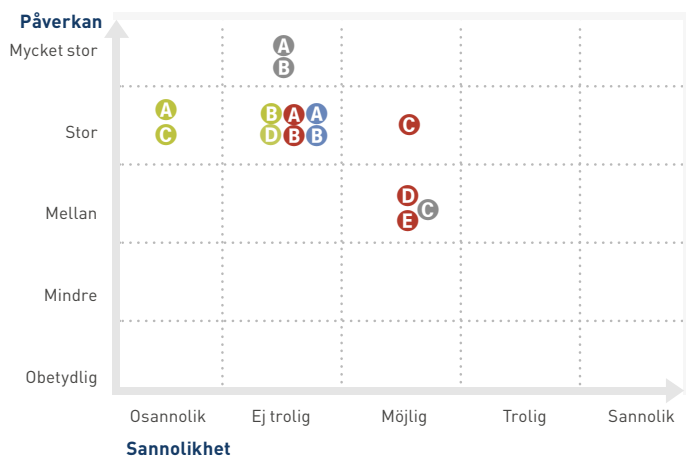 Påverkan
Mycket stor
A
B
Stor
A
C
B A A
D B B
C
Mellan
D
C
E
Mindre
Obetydlig
Osannolik Ej trolig Möjlig Trolig Sannolik
Sannolikhet